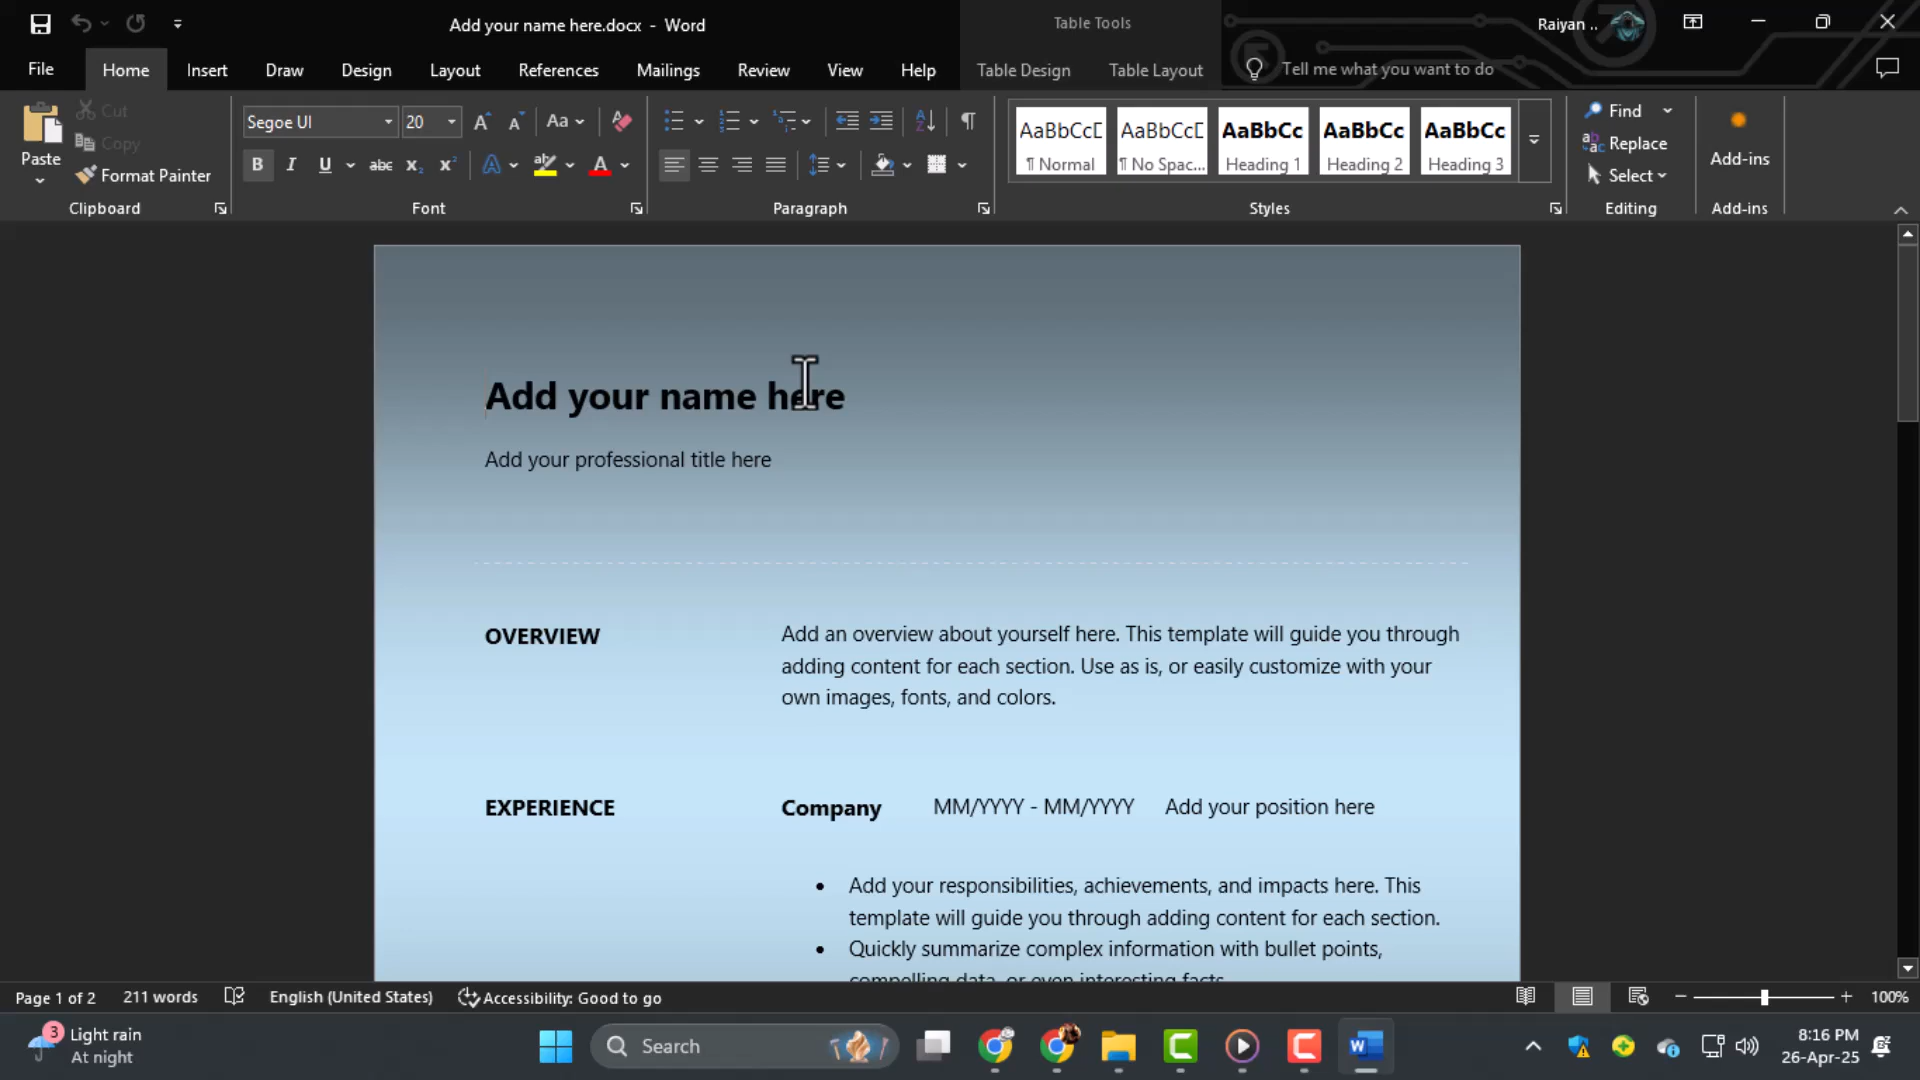 Add your name here.docx - Word
Table Tools
Raiyan ..
File
Home
Insert
Draw
Design
Layout
References
Mailings
Review
View
Help
Table Design
Table Layout
Tell me what you want to do
Paste
Cut
Copy
Format Painter
Clipboard
Segoe UI
20
Font
Paragraph
AaBbCcD
¶ Normal
AaBbCcD
¶ No Spac...
AaBbCc
Heading 1
AaBbCc
Heading 2
AaBbCc
Heading 3
Styles
Find
Replace
Select
Editing
Add-ins
Add-ins
Add your name here
Add your professional title here
OVERVIEW
Add an overview about yourself here. This template will guide you through
adding content for each section. Use as is, or easily customize with your
own images, fonts, and colors.
EXPERIENCE
Company
MM/YYYY - MM/YYYY
Add your position here
• Add your responsibilities, achievements, and impacts here. This
template will guide you through adding content for each section.
• Quickly summarize complex information with bullet points,
compelling data, or even interesting facts.
Page 1 of 2
211 words
English (United States)
Accessibility: Good to go
100%
3
Light rain
At night
Search
8:16 PM
26-Apr-25